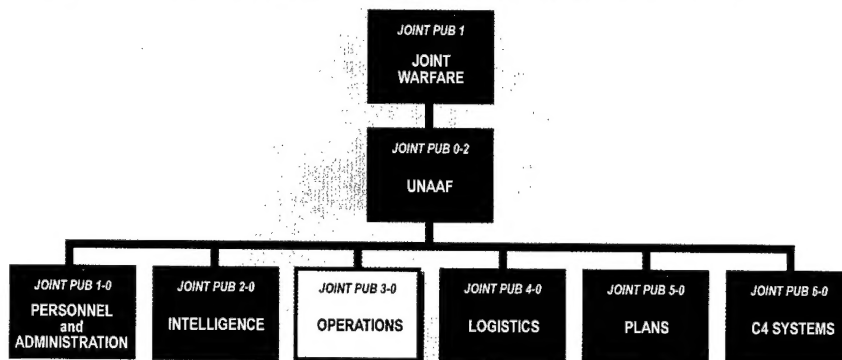 JOINT PUB 1
JOINT
WARFARE
JOINT PUB 0-2
UNAAF
JOINT PUB 1-0
PERSONNEL
and
ADMINISTRATION
JOINT PUB 2-0
INTELLIGENCE
JOINT PUB 3-0
OPERATIONS
JOINT PUB 4-0
LOGISTICS
JOINT PUB 5-0
PLANS
JOINT PUB 6-0
C4 SYSTEMS